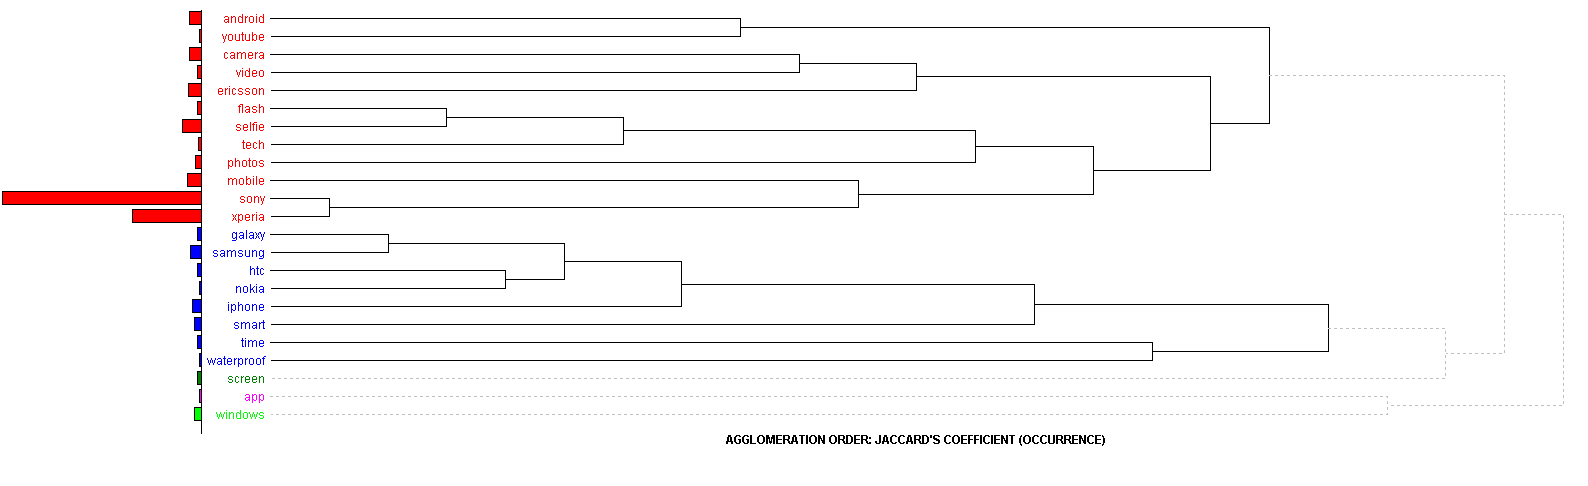 android
youtube
camera
video
ericsson
flash
selfie
tech
photos
mobile
sony
xperia
galaxy
samsung
htc
nokia
iphone
smart
time
waterproof
screen
app
windows
AGGLOMERATION ORDER: JACCARD'S COEFFICIENT (OCCURRENCE)